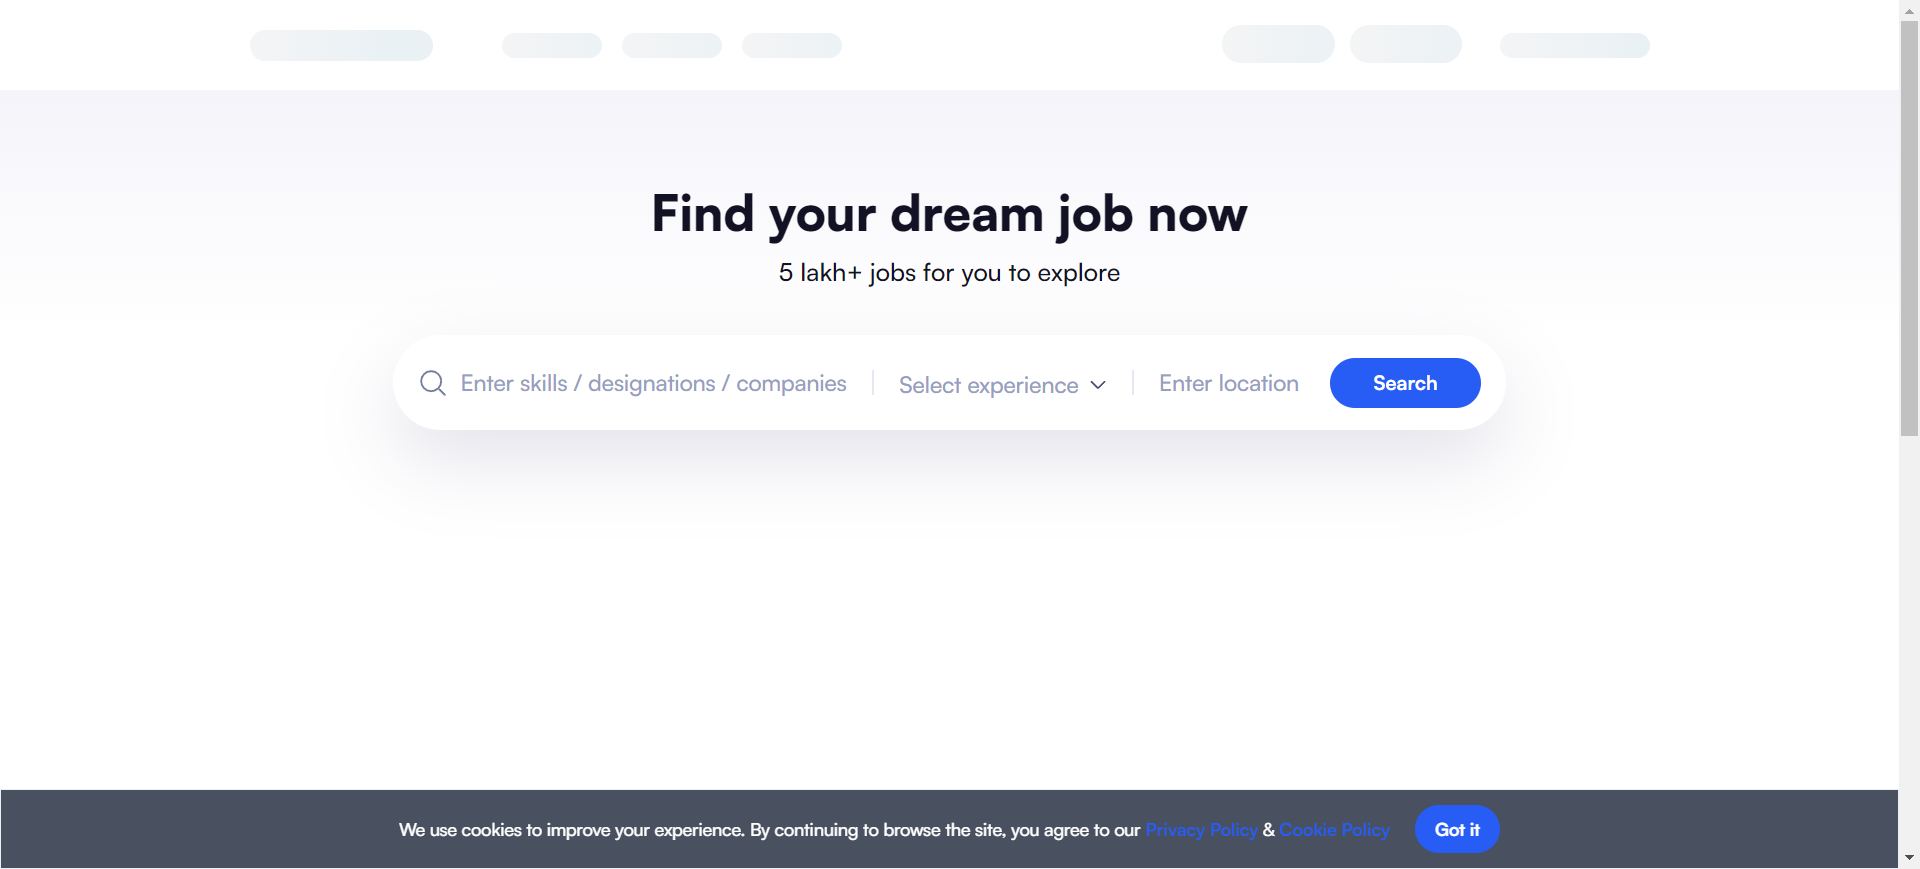 Find your dream job now
5 lakh+ jobs for you to explore
Enter skills / designations / companies Select experience Enter location Search
We use cookies to improve your experience. By continuing to browse the site, you agree to our Privacy Policy & Cookie Policy Got it